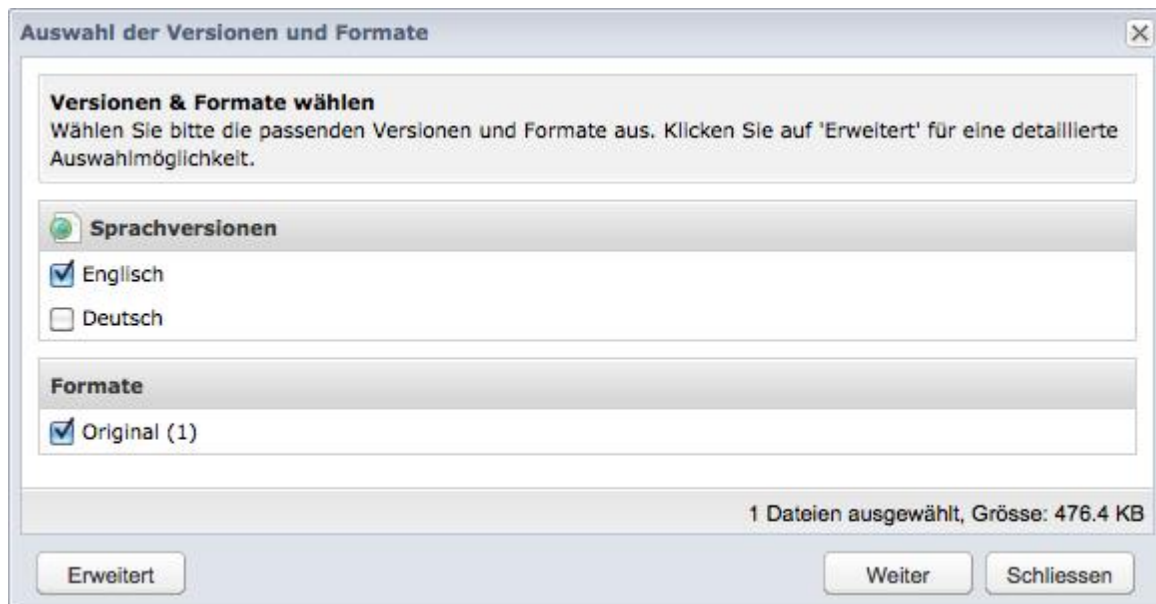 Auswahl der Versionen und Formate
Versionen & Formate wählen
Wählen Sie bitte die passenden Versionen und Formate aus. Klicken Sie auf 'Erweitert' für eine detaillierte
Auswahlmöglichkeit.
Sprachversionen
Englisch
Deutsch
Formate
Original (1)
1 Dateien ausgewählt, Grösse: 476.4 KB
Erweitert
Weiter
Schliessen